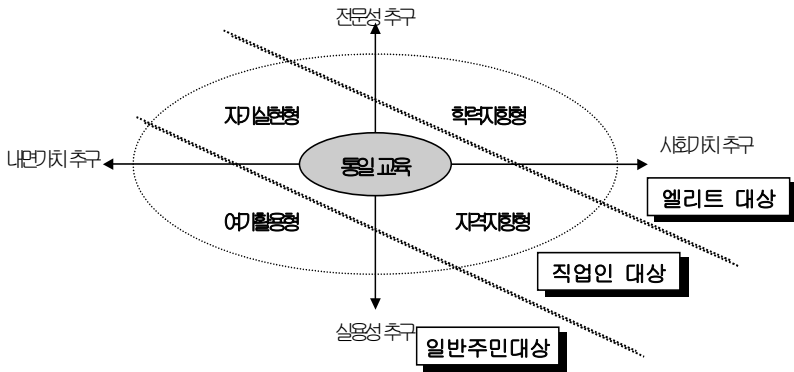 전문성 추구
자기실현형
학력지향형
내면가치 추구
통일 교육
사회가치 추구
엘리트 대상
여가활용형
자격지향형
직업인 대상
실용성 추구
일반주민대상